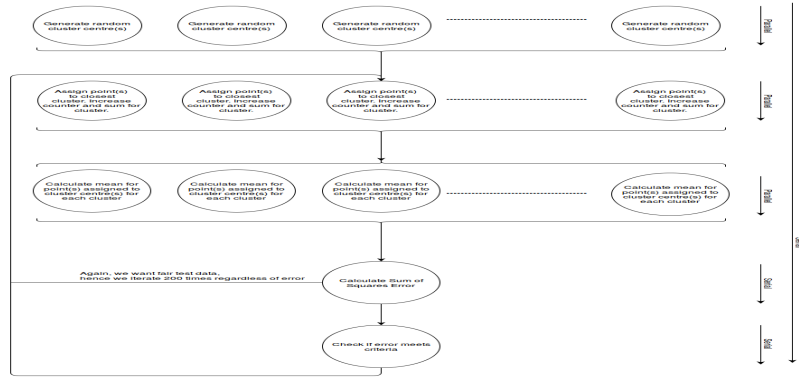 Generate random
cluster centre(s)
Generate random
cluster centre(s)
Generate random
cluster centre(s)
Generate random
cluster centre(s)
Parallel
Assign point(s)
to closest
cluster. Increase
counter and sum for
cluster.
Assign point(s)
to closest
cluster. Increase
counter and sum for
cluster.
Assign point(s)
to closest
cluster. Increase
counter and sum for
cluster.
Assign point(s)
to closest
cluster. Increase
counter and sum for
cluster.
Parallel
Calculate mean for
point(s) assigned to
cluster centre(s) for
each cluster
Calculate mean for
point(s) assigned to
cluster centre(s) for
each cluster
Calculate mean for
point(s) assigned to
cluster centre(s) for
each cluster
Calculate mean for
point(s) assigned to
cluster centre(s) for
each cluster
Parallel
Again, we want fair test data,
hence we iterate 200 times regardless of error
Calculate Sum of
Squares Error
Serial
Check if error meets
criteria
Serial